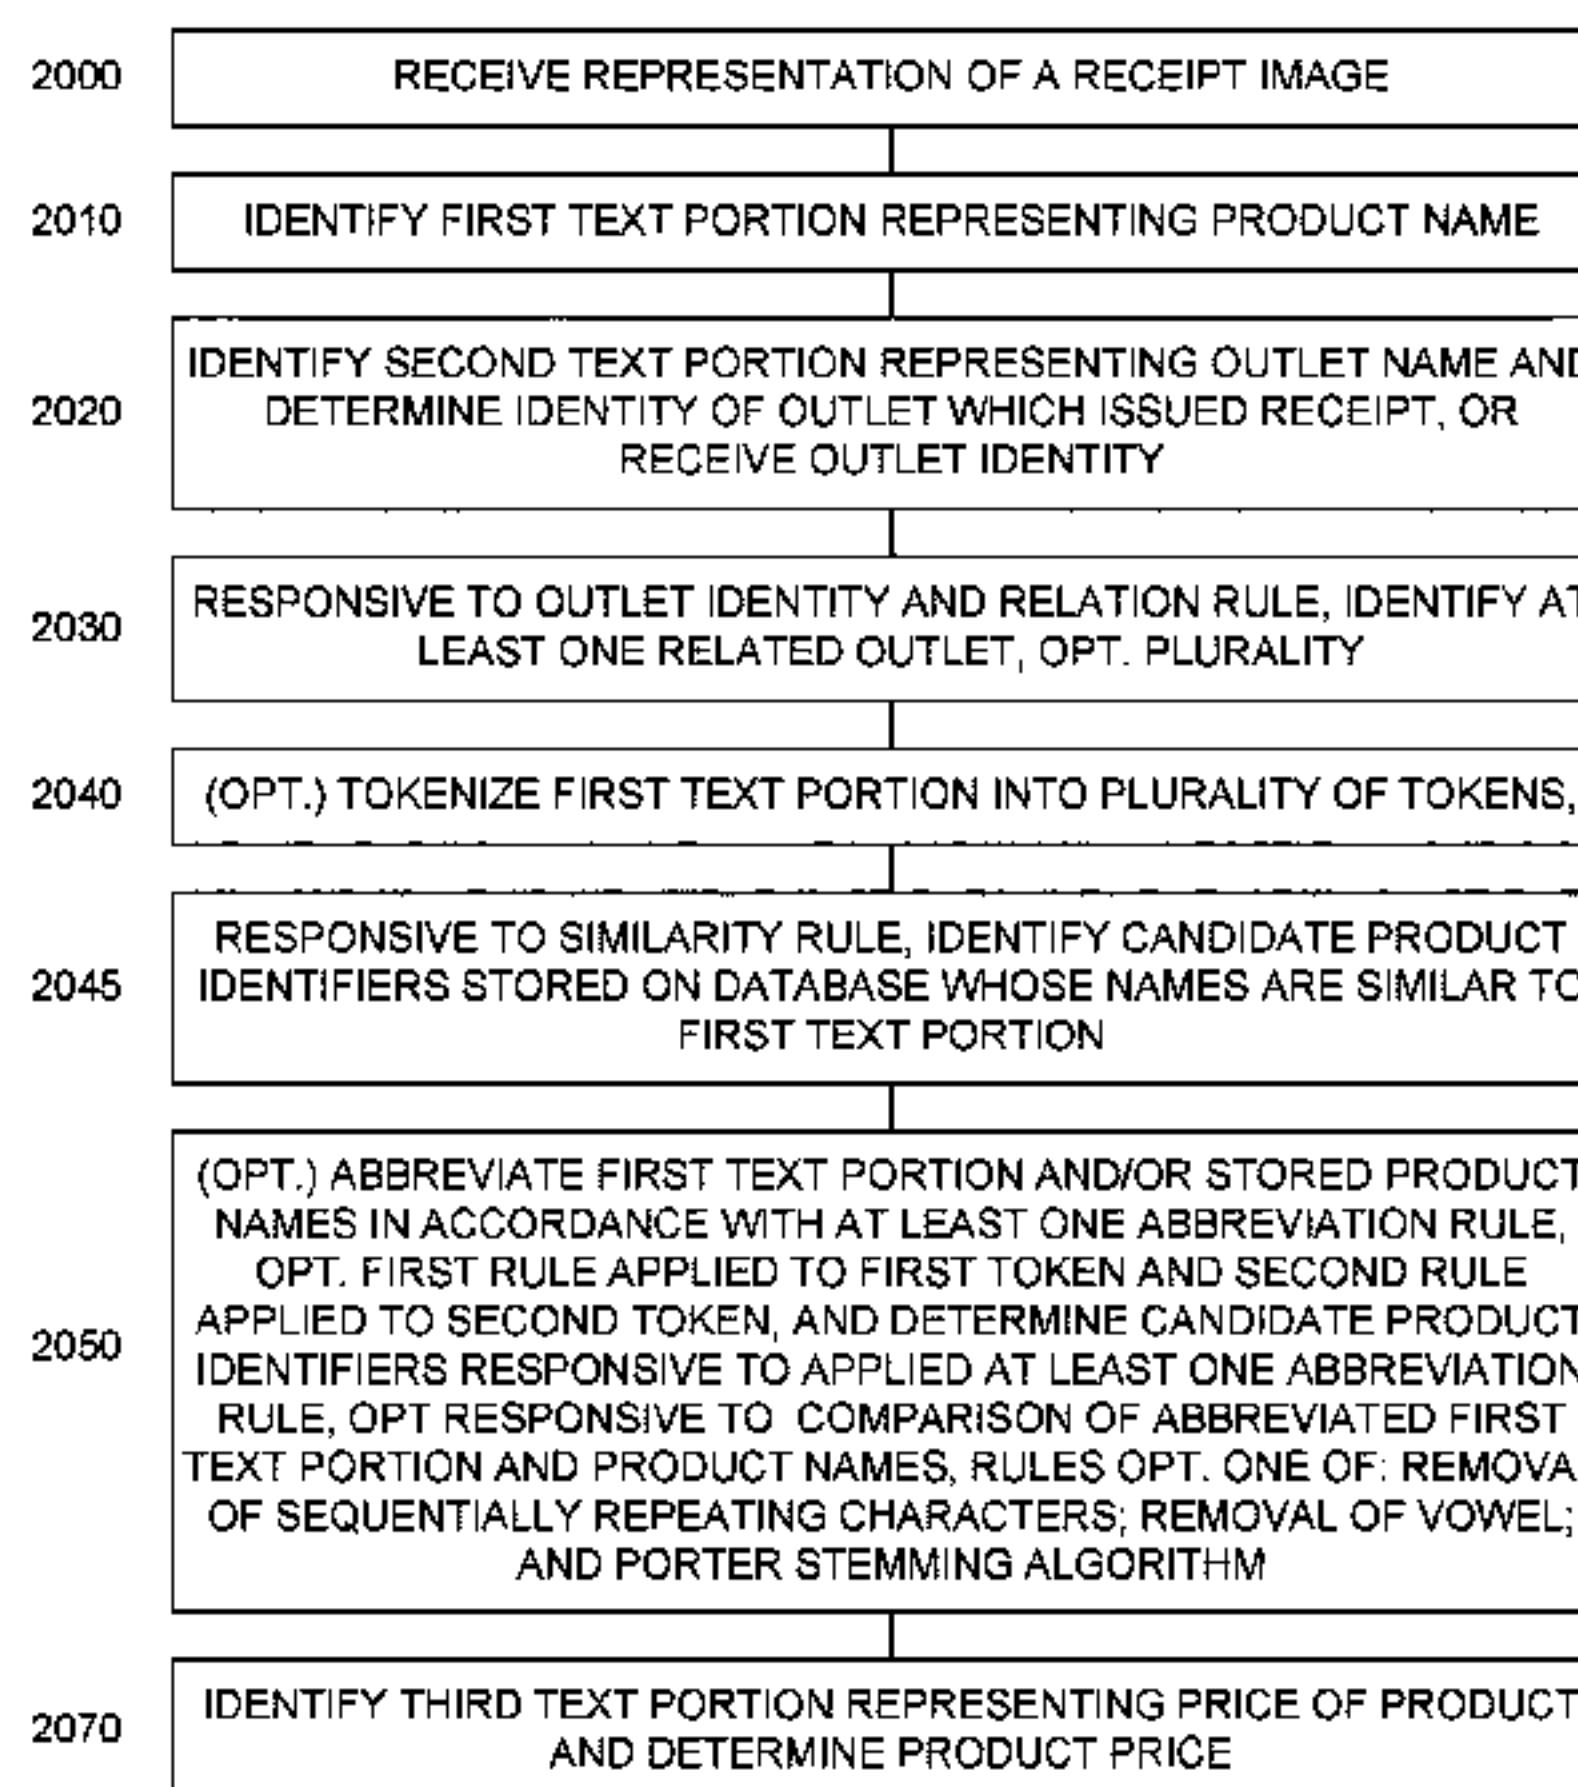 2000
RECEIVE REPRESENTATION OF A RECEIPT IMAGE
2010
IDENTIFY FIRST TEXT PORTION REPRESENTING PRODUCT NAME
2020
IDENTIFY SECOND TEXT PORTION REPRESENTING OUTLET NAME AND
DETERMINE IDENTITY OF OUTLET WHICH ISSUED RECEIPT, OR
RECEIVE OUTLET IDENTITY
2030
RESPONSIVE TO OUTLET IDENTITY AND RELATION RULE, IDENTIFY AT
LEAST ONE RELATED OUTLET, OPT. PLURALITY
2040
(OPT.) TOKENIZE FIRST TEXT PORTION INTO PLURALITY OF TOKENS,
2045
RESPONSIVE TO SIMILARITY RULE, IDENTIFY CANDIDATE PRODUCT
IDENTIFIERS STORED ON DATABASE WHOSE NAMES ARE SIMILAR TO
FIRST TEXT PORTION
2050
(OPT.) ABBREVIATE FIRST TEXT PORTION AND/OR STORED PRODUCT
NAMES IN ACCORDANCE WITH AT LEAST ONE ABBREVIATION RULE,
OPT. FIRST RULE APPLIED TO FIRST TOKEN AND SECOND RULE
APPLIED TO SECOND TOKEN, AND DETERMINE CANDIDATE PRODUCT
IDENTIFIERS RESPONSIVE TO APPLIED AT LEAST ONE ABBREVIATION
RULE, OPT RESPONSIVE TO COMPARISON OF ABBREVIATED FIRST
TEXT PORTION AND PRODUCT NAMES, RULES OPT. ONE OF: REMOVA
OF SEQUENTIALLY REPEATING CHARACTERS; REMOVAL OF VOWEL;
AND PORTER STEMMING ALGORITHM
2070
IDENTIFY THIRD TEXT PORTION REPRESENTING PRICE OF PRODUCT
AND DETERMINE PRODUCT PRICE